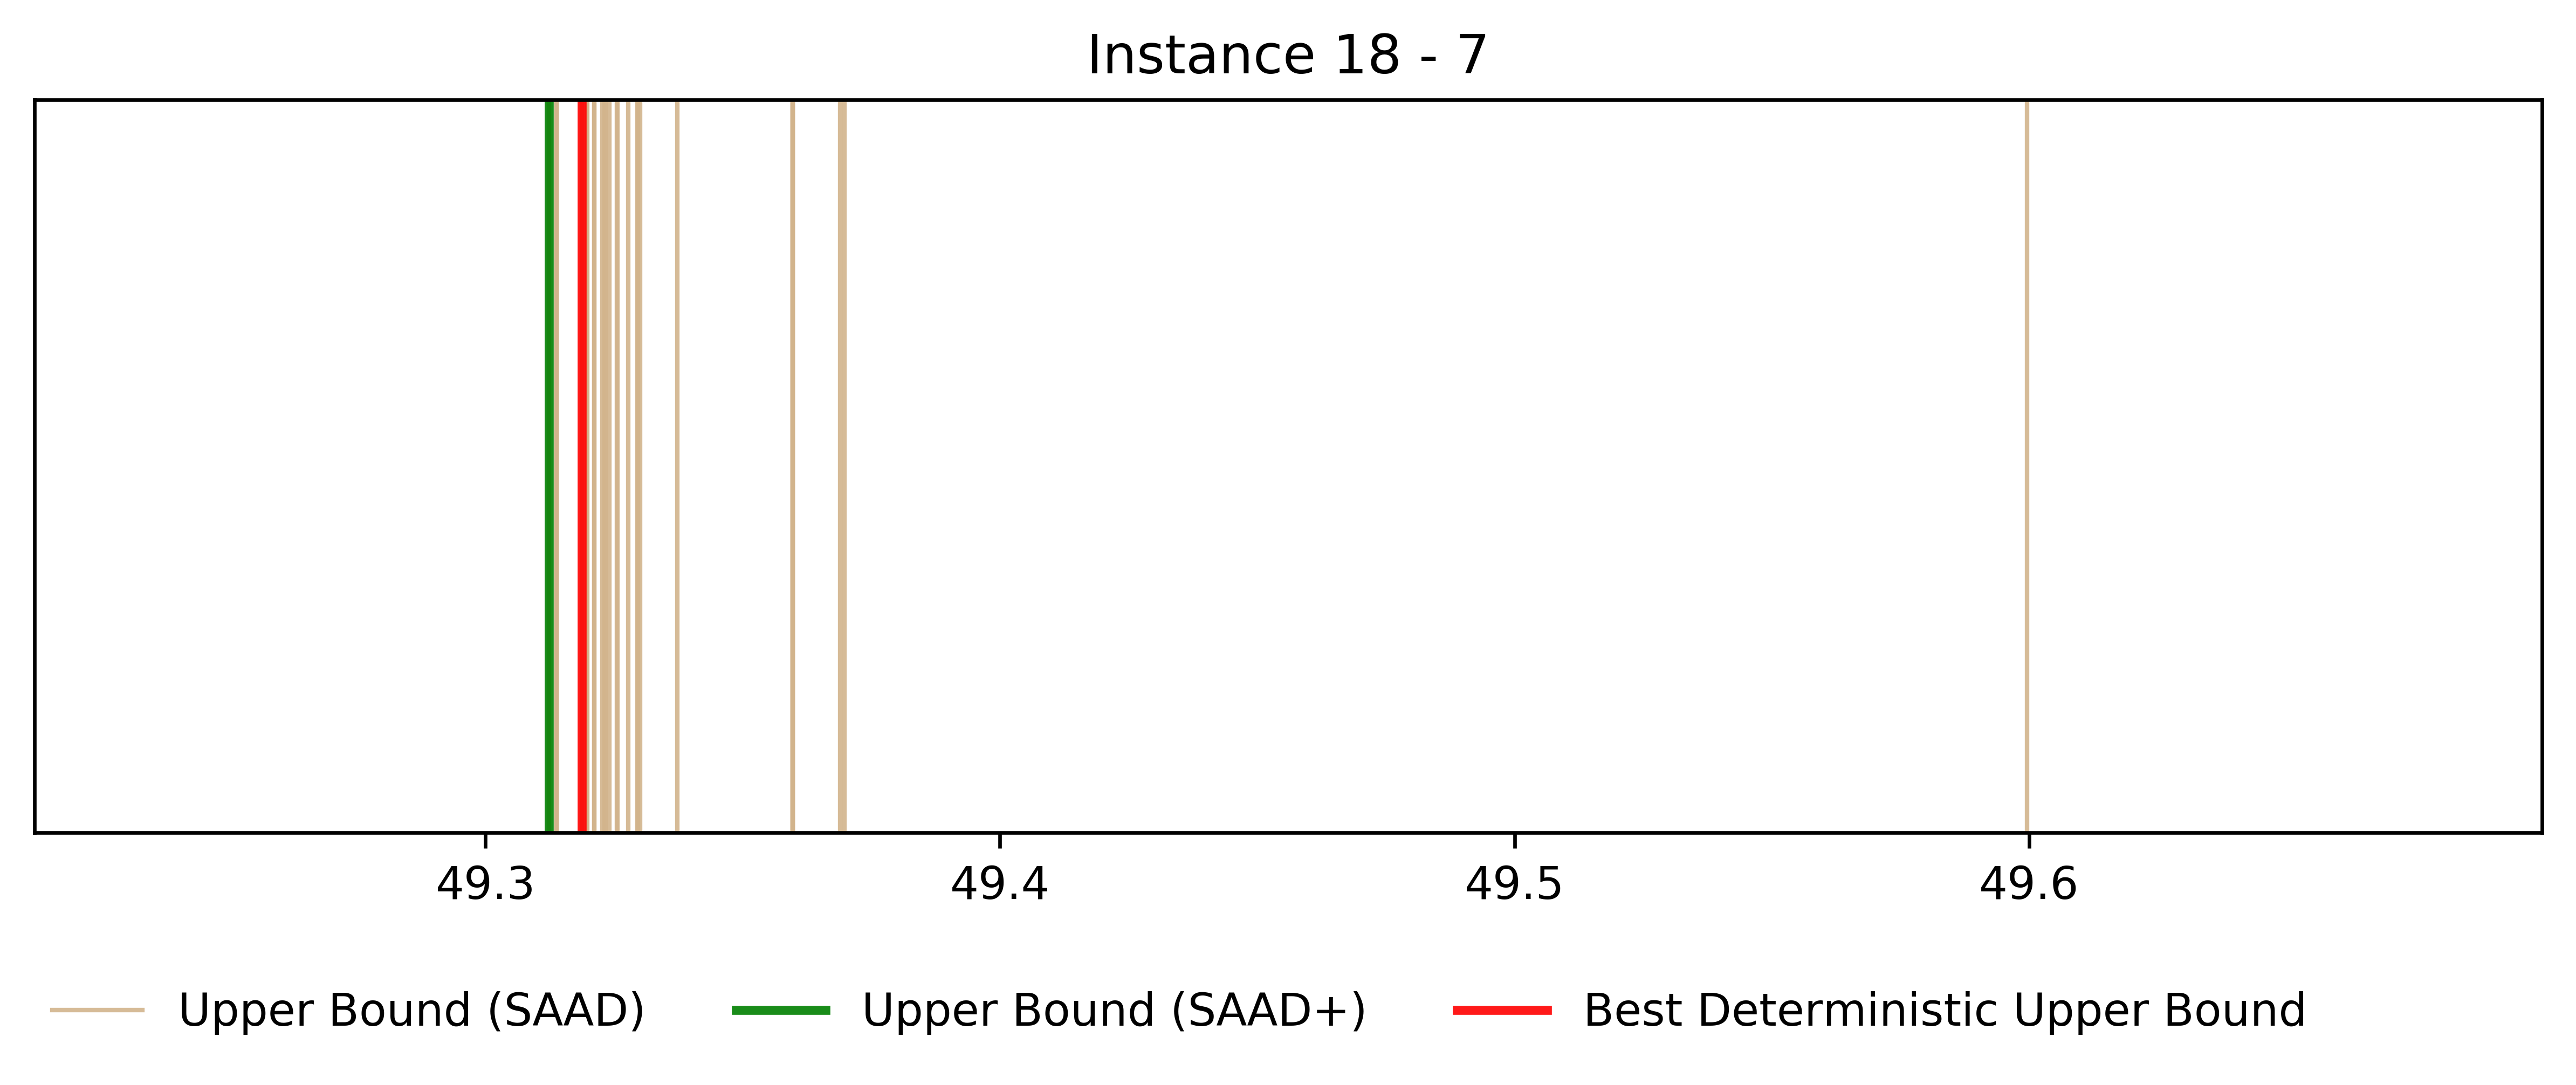 Instance 18 - 7
49.3 49.4 49.5 49.6
Upper Bound (SAAD) Upper Bound (SAAD+) Best Deterministic Upper Bound